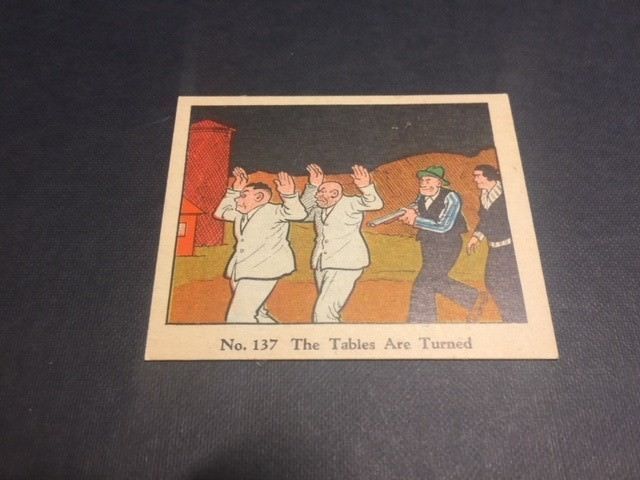 No. 137 The Tables Are Turned